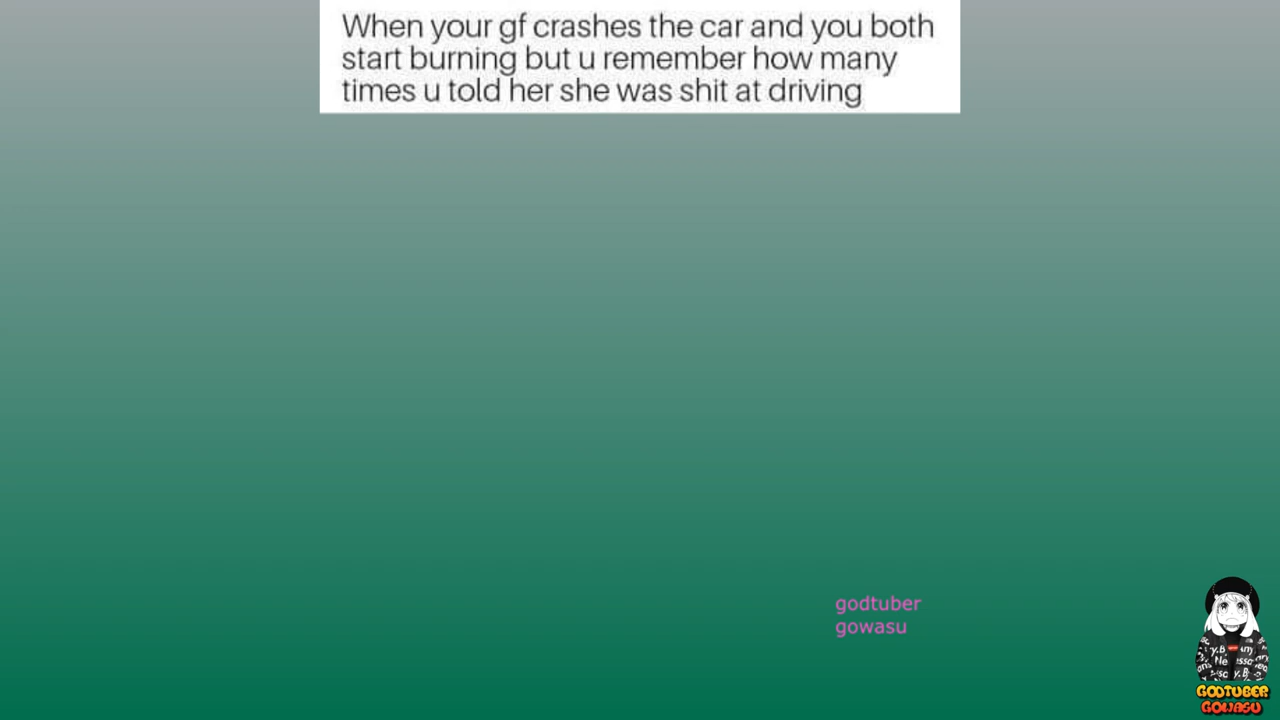 When your gf crashes the car and you both
start burning but u remember how many
times u told her she was shit at driving
godtuber
gowasu
GODTUBER
GOWASU